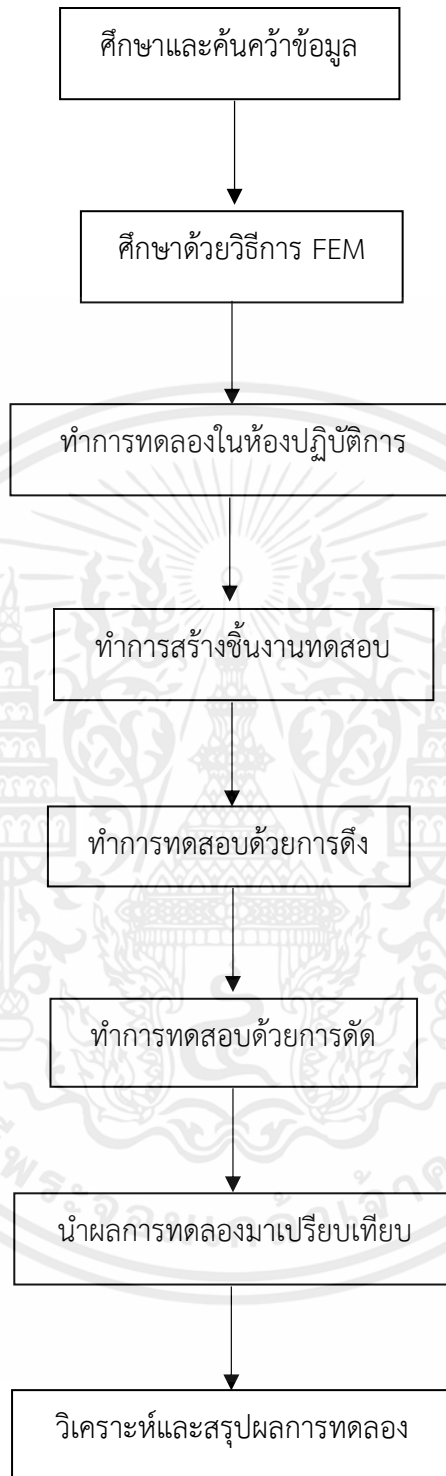 ศึกษาและค้นคว้าข้อมูล
ศึกษาด้วยวิธีการ FEM
ทำการทดลองในห้องปฏิบัติการ
ทำการสร้างชิ้นงานทดสอบ
ทำการทดสอบด้วยการดึง
ทำการทดสอบด้วยการดัด
นำผลการทดลองมาเปรียบเทียบ
วิเคราะห์และสรุปผลการทดลอง